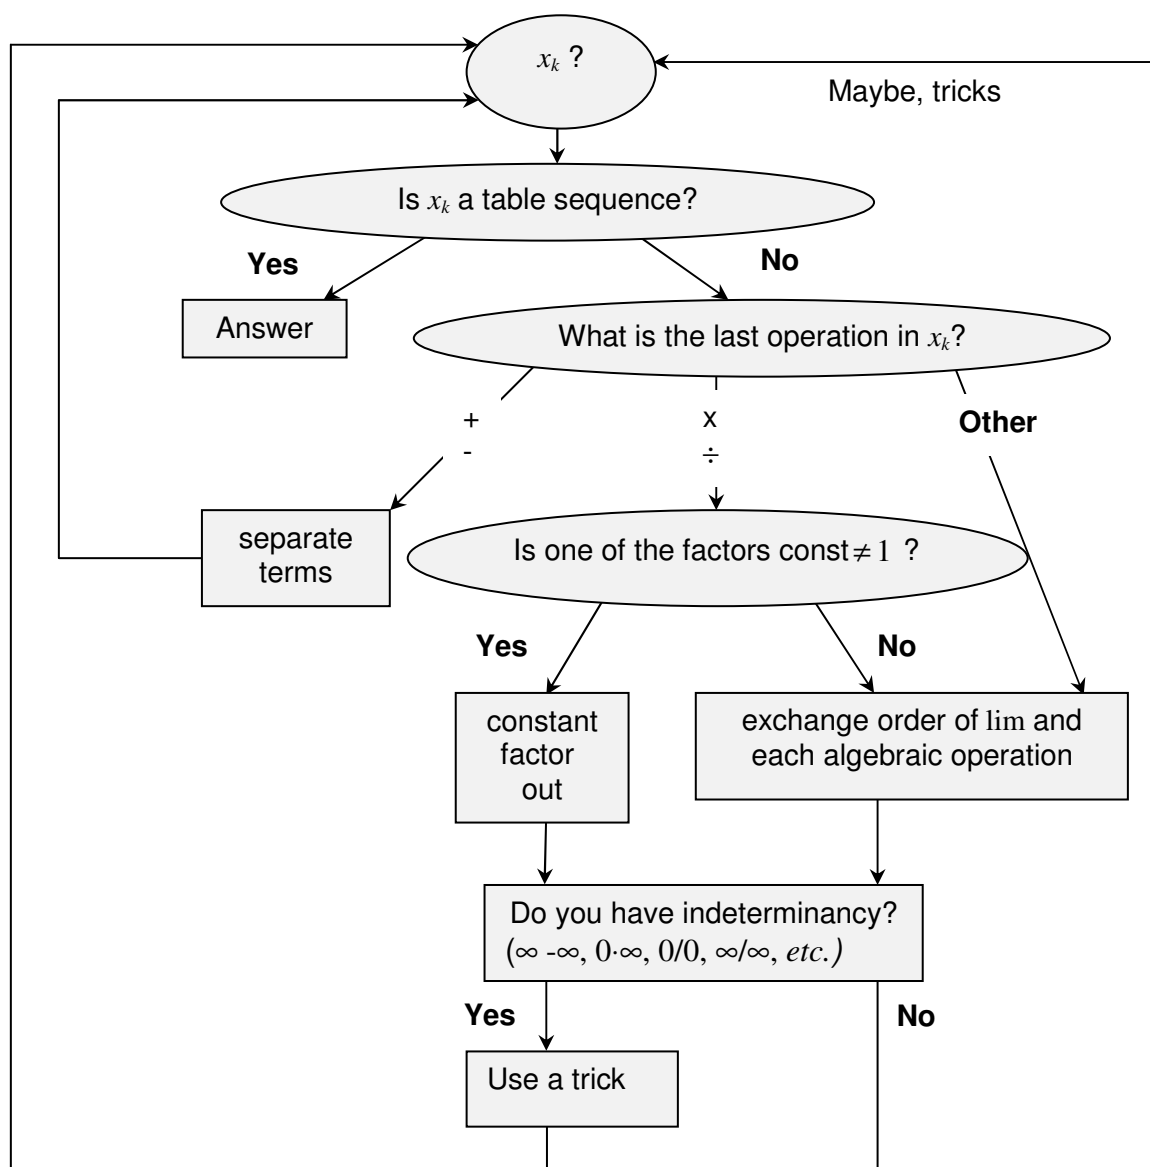 x_k ?
Maybe, tricks
Is x_k a table sequence?
Yes
No
Answer
What is the last operation in x_k?
+
-
x
÷
Other
separate
terms
Is one of the factors const ≠ 1 ?
Yes
No
constant
factor
out
exchange order of lim and
each algebraic operation
Do you have indeterminancy?
(∞ -∞, 0·∞, 0/0, ∞/∞, etc.)
Yes
No
Use a trick